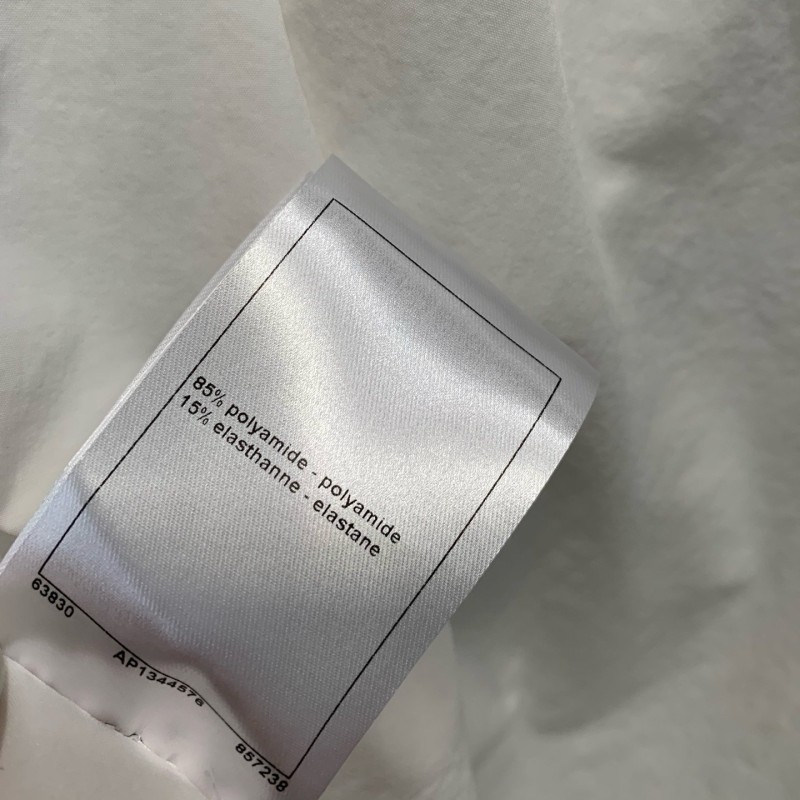 85% polyamide - polyamide
15% elasthanne - elastane
63830
AP1344576
857238